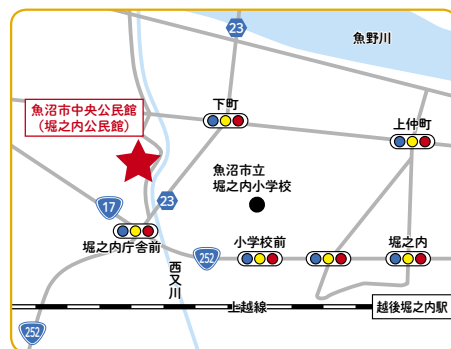 23
魚野川
魚沼市中央公民館
（堀之内公民館）
下町
上仲町
魚沼市立
堀之内小学校
17
23
堀之内庁舎前
252
小学校前
堀之内
西又川
上越線
越後堀之内駅
252